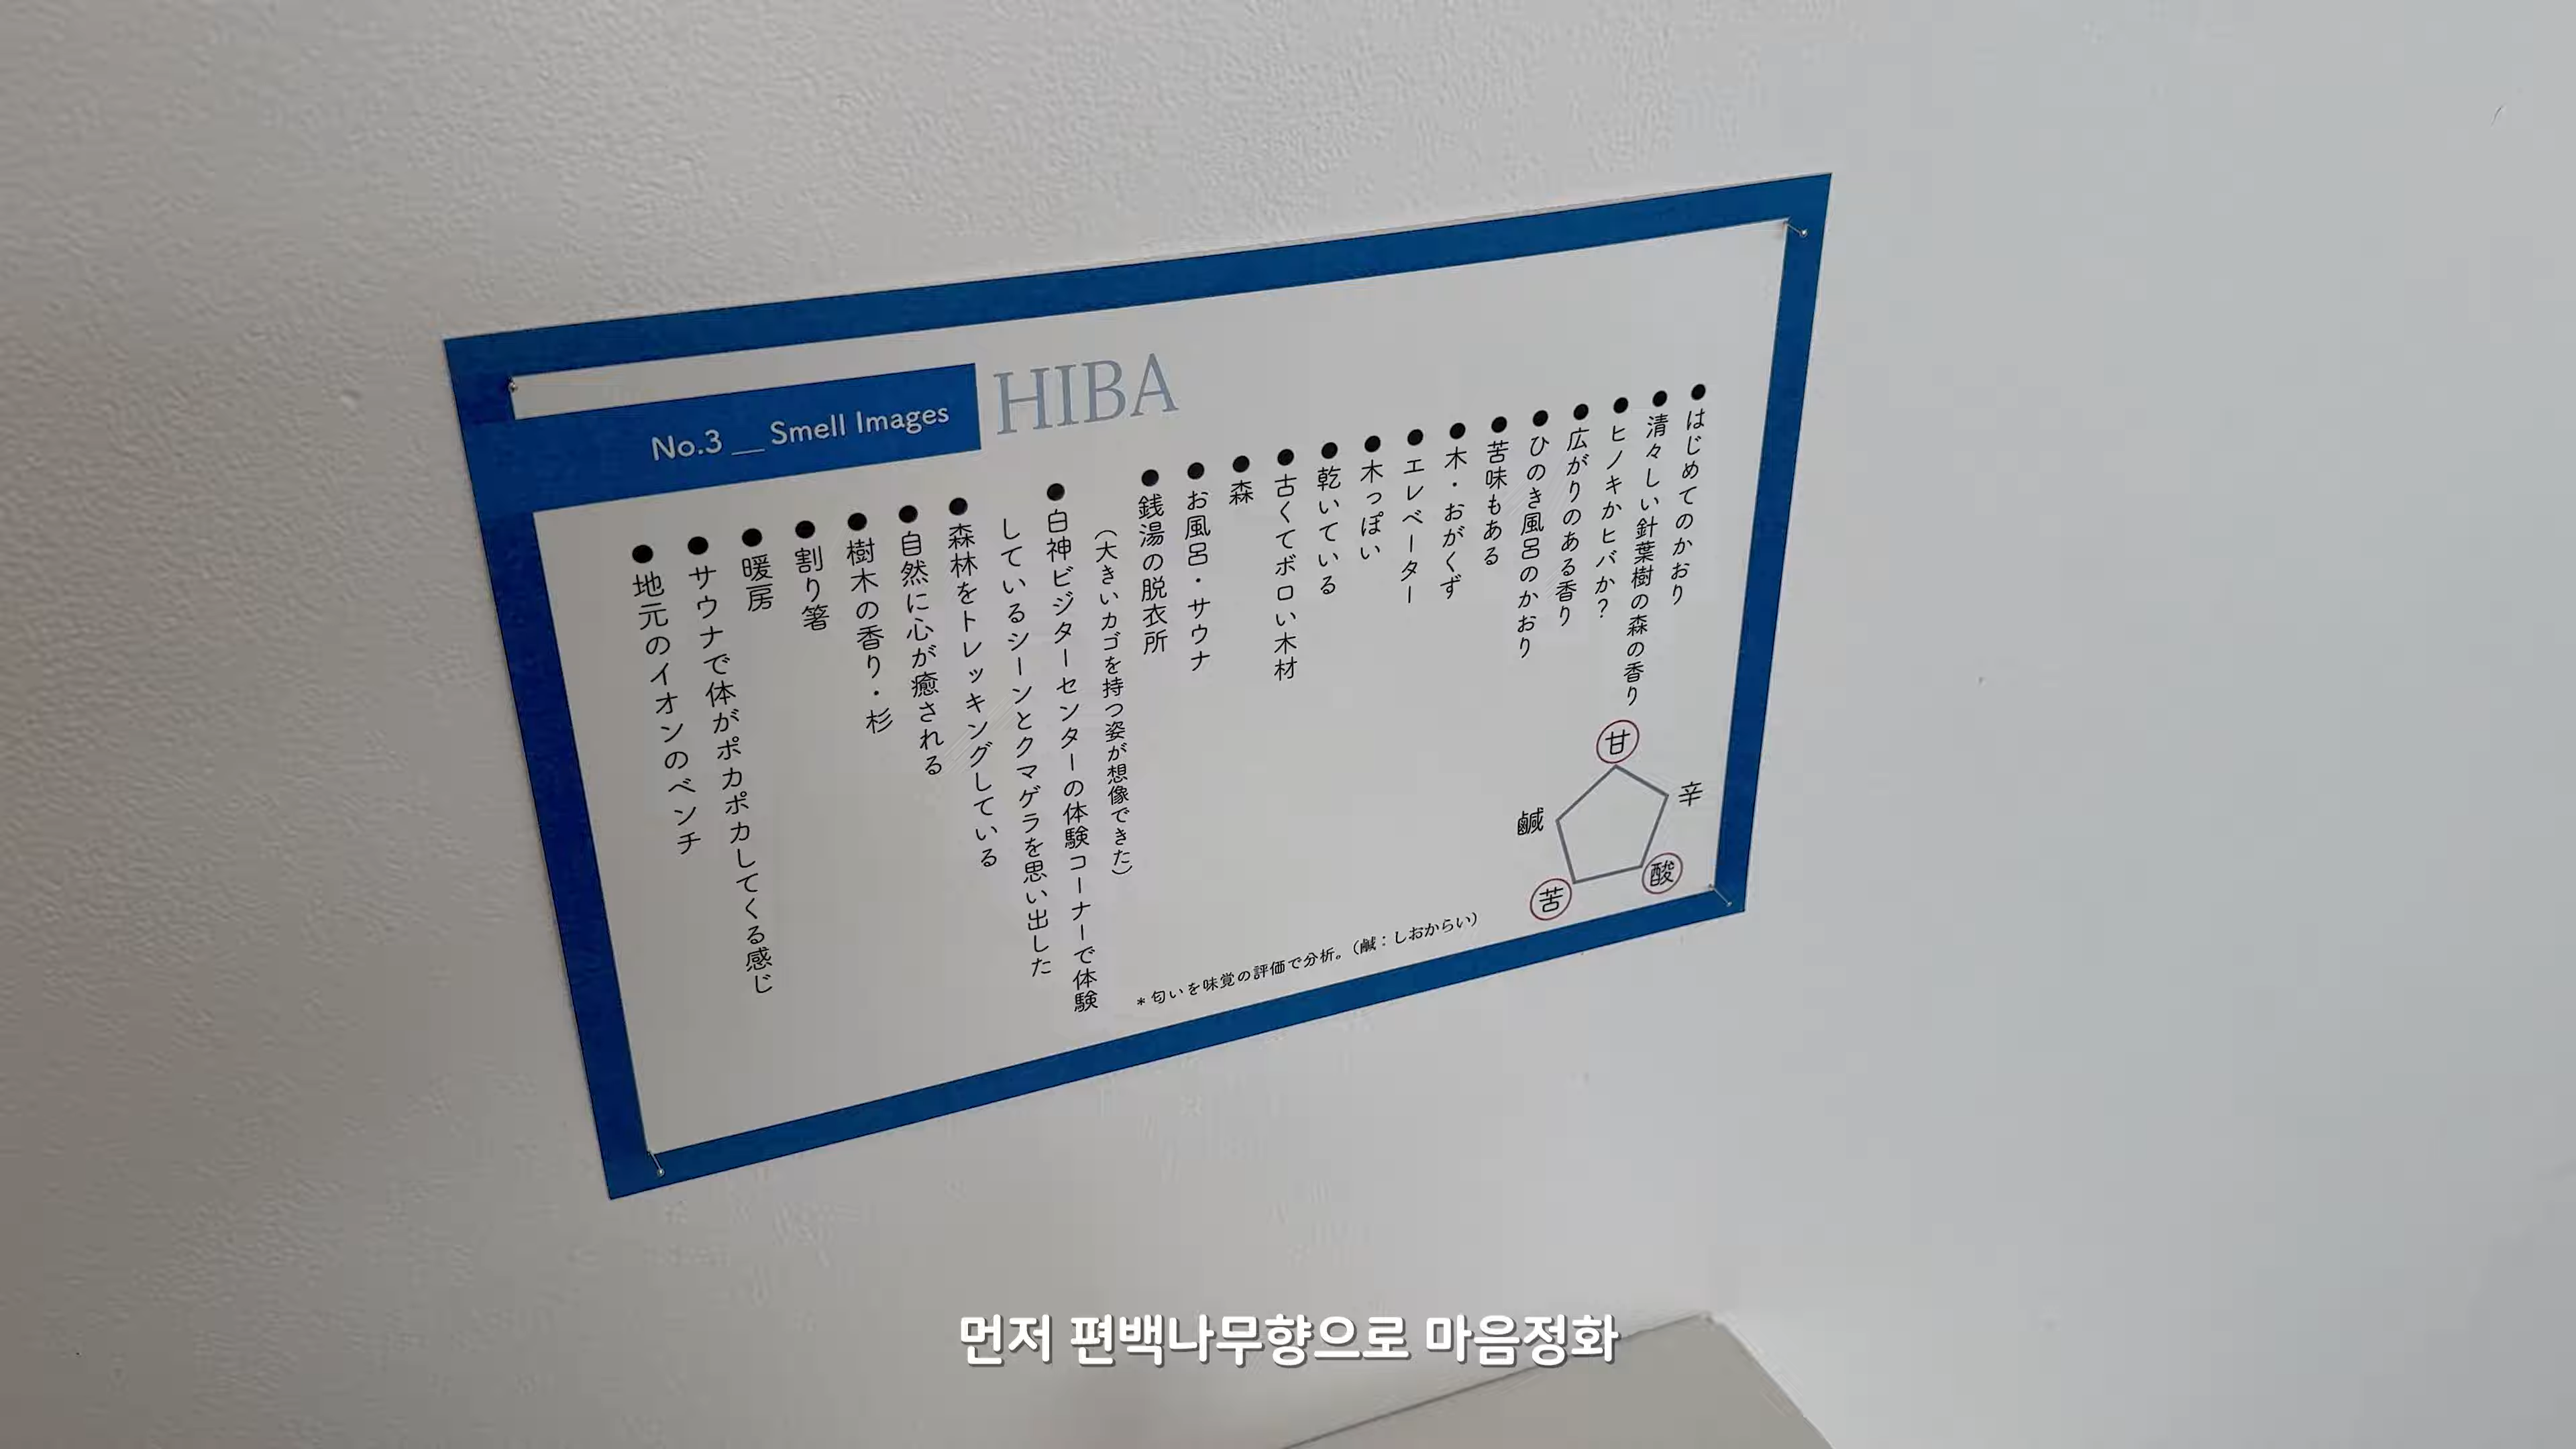 No.3 __ Smell Images
HIBA
●はじめてのかおり
●清々しい針葉樹の森の香り
●ヒノキかヒバか?
●広がりのある香り
●ひのき風呂のかおり
●苦味もある
●木・おがくず
●エレベーター
●木っぽい
●乾いている
●古くてボロい木材
●森
●お風呂・サウナ
●銭湯の脱衣所
（大きいカゴを持つ姿が想像できた）
●白神ビジターセンターの体験コーナーで体験
しているシーンとクマゲラを思い出した
●森林をトレッキングしている
●自然に心が癒される
●樹木の香り・杉
●割り箸
●暖房
●サウナで体がポカポカしてくる感じ
●地元のイオンのベンチ
甘
辛
酸
苦
鹹
*匂いを味覚の評価で分析。（鹹：しおからい）
먼저 편백나무향으로 마음정화